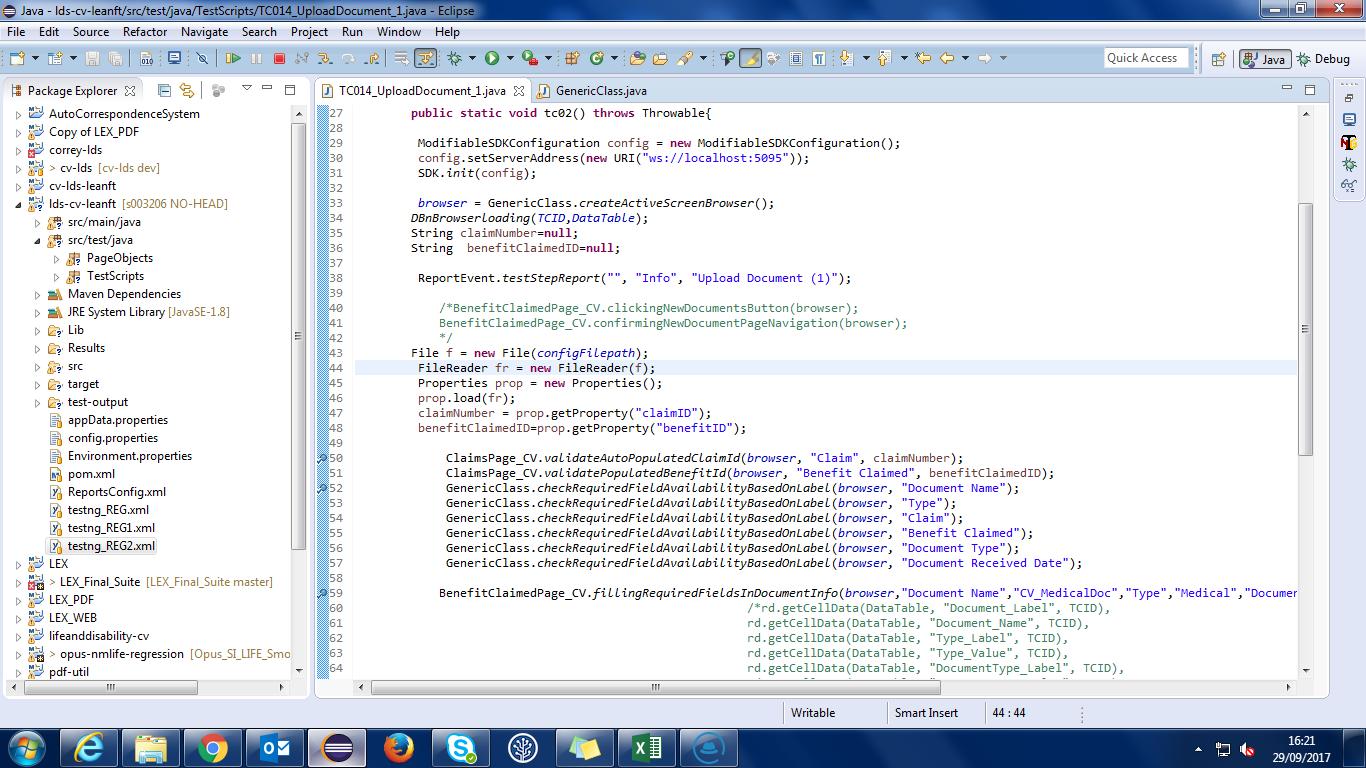 Java - lds-cv-leanft/src/test/java/TestScripts/TC014_UploadDocument_1.java - Eclipse
File Edit Source Refactor Navigate Search Project Run Window Help
Quick Access Java Debug
Package Explorer
AutoCorrespondenceSystem
Copy of LEX_PDF
correy-lds
> cv-lds [cv-lds dev]
cv-lds-leanft
lds-cv-leanft [s003206 NO-HEAD]
src/main/java
src/test/java
PageObjects
TestScripts
Maven Dependencies
JRE System Library [JavaSE-1.8]
Lib
Results
src
target
test-output
appData.properties
config.properties
Environment.properties
pom.xml
ReportsConfig.xml
testng_REG.xml
testng_REG1.xml
testng_REG2.xml
LEX
> LEX_Final_Suite [LEX_Final_Suite master]
LEX_PDF
LEX_WEB
lifeanddisability-cv
> opus-nmlife-regression [Opus_SI_LIFE_Smo
pdf-util
TC014_UploadDocument_1.java GenericClass.java
27 public static void tc02() throws Throwable{
28
29 ModifiableSDKConfiguration config = new ModifiableSDKConfiguration();
30 config.setServerAddress(new URI("ws://localhost:5095"));
31 SDK.init(config);
32
33 browser = GenericClass.createActiveScreenBrowser();
34 DBnBrowserloading(TCID,DataTable);
35 String claimNumber=null;
36 String benefitClaimedID=null;
37
38 ReportEvent.testStepReport("", "Info", "Upload Document (1)");
39
40 /*BenefitClaimedPage_CV.clickingNewDocumentsButton(browser);
41 BenefitClaimedPage_CV.confirmingNewDocumentPageNavigation(browser);
42 */
43 File f = new File(configFilepath);
44 FileReader fr = new FileReader(f);
45 Properties prop = new Properties();
46 prop.load(fr);
47 claimNumber = prop.getProperty("claimID");
48 benefitClaimedID=prop.getProperty("benefitID");
49
50 ClaimsPage_CV.validateAutoPopulatedClaimId(browser, "Claim", claimNumber);
51 ClaimsPage_CV.validatePopulatedBenefitId(browser, "Benefit Claimed", benefitClaimedID);
52 GenericClass.checkRequiredFieldAvailabilityBasedOnLabel(browser, "Document Name");
53 GenericClass.checkRequiredFieldAvailabilityBasedOnLabel(browser, "Type");
54 GenericClass.checkRequiredFieldAvailabilityBasedOnLabel(browser, "Claim");
55 GenericClass.checkRequiredFieldAvailabilityBasedOnLabel(browser, "Benefit Claimed");
56 GenericClass.checkRequiredFieldAvailabilityBasedOnLabel(browser, "Document Type");
57 GenericClass.checkRequiredFieldAvailabilityBasedOnLabel(browser, "Document Received Date");
58
59 BenefitClaimedPage_CV.fillingRequiredFieldsInDocumentInfo(browser,"Document Name","CV_MedicalDoc","Type","Medical","Documen
60 /*rd.getCellData(DataTable, "Document_Label", TCID),
61 rd.getCellData(DataTable, "Document_Name", TCID),
62 rd.getCellData(DataTable, "Type_Label", TCID),
63 rd.getCellData(DataTable, "Type_Value", TCID),
64 rd.getCellData(DataTable, "DocumentType_Label", TCID),
Writable Smart Insert 44 : 44
16:21
29/09/2017